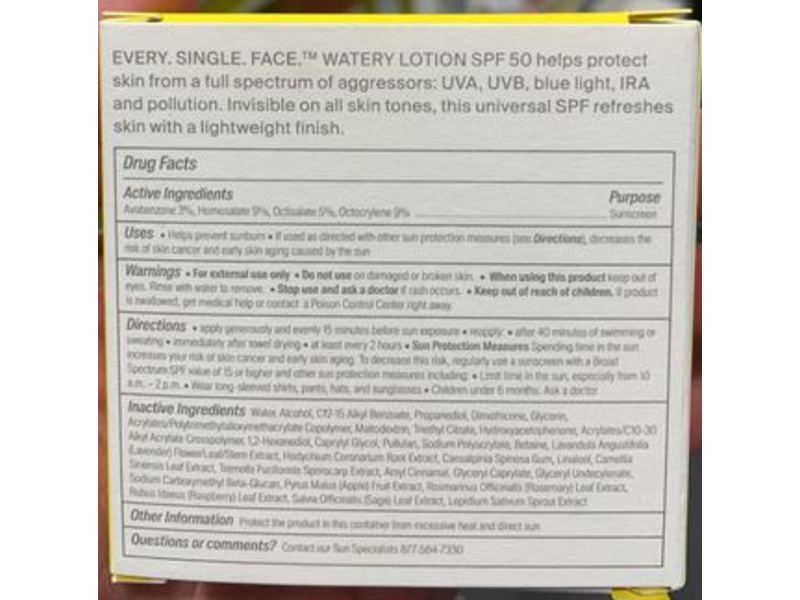 EVERY. SINGLE. FACE.™ WATERY LOTION SPF 50 helps protect
skin from a full spectrum of aggressors: UVA, UVB, blue light, IRA
and pollution. Invisible on all skin tones, this universal SPF refreshes
skin with a lightweight finish.
Drug Facts
Active Ingredients Purpose
Avobenzone 3%, Homosalate 9%, Octisalate 5%, Octocrylene 9% Sunscreen
Uses • Helps prevent sunburn • If used as directed with other sun protection measures (see Directions), decreases the
risk of skin cancer and early skin aging caused by the sun
Warnings • For external use only • Do not use on damaged or broken skin. • When using this product keep out of
eyes. Rinse with water to remove. • Stop use and ask a doctor if rash occurs. • Keep out of reach of children. If product
is swallowed, get medical help or contact a Poison Control Center right away.
Directions • apply generously and evenly 15 minutes before sun exposure • reapply: • after 40 minutes of swimming or
sweating • immediately after towel drying • at least every 2 hours • Sun Protection Measures Spending time in the sun
increases your risk of skin cancer and early skin aging. To decrease this risk, regularly use a sunscreen with a Broad
Spectrum SPF value of 15 or higher and other sun protection measures including: • Limit time in the sun, especially from 10
a.m. – 2 p.m. • Wear long-sleeved shirts, pants, hats, and sunglasses • Children under 6 months: Ask a doctor
Inactive Ingredients Water, Alcohol, C12-15 Alkyl Benzoate, Propanediol, Dimethicone, Glycerin,
Acrylates/Polytrimethylsiloxymethacrylate Copolymer, Maltodextrin, Triethyl Citrate, Hydroxyacetophenone, Acrylates/C10-30
Alkyl Acrylate Crosspolymer, 1,2-Hexanediol, Caprylyl Glycol, Pullulan, Sodium Polyacrylate, Betaine, Lavandula Angustifolia
(Lavender) Flower/Leaf/Stem Extract, Hedychium Coronarium Root Extract, Caesalpinia Spinosa Gum, Linalool, Camellia
Sinensis Leaf Extract, Tremella Fuciformis Sporocarp Extract, Amyl Cinnamal, Glyceryl Caprylate, Glyceryl Undecylenate,
Sodium Carboxymethyl Beta-Glucan, Pyrus Malus (Apple) Fruit Extract, Rosmarinus Officinalis (Rosemary) Leaf Extract,
Rubus Idaeus (Raspberry) Leaf Extract, Salvia Officinalis (Sage) Leaf Extract, Lepidium Sativum Sprout Extract
Other Information Protect the product in this container from excessive heat and direct sun
Questions or comments? Contact our Sun Specialists 877-564-7330